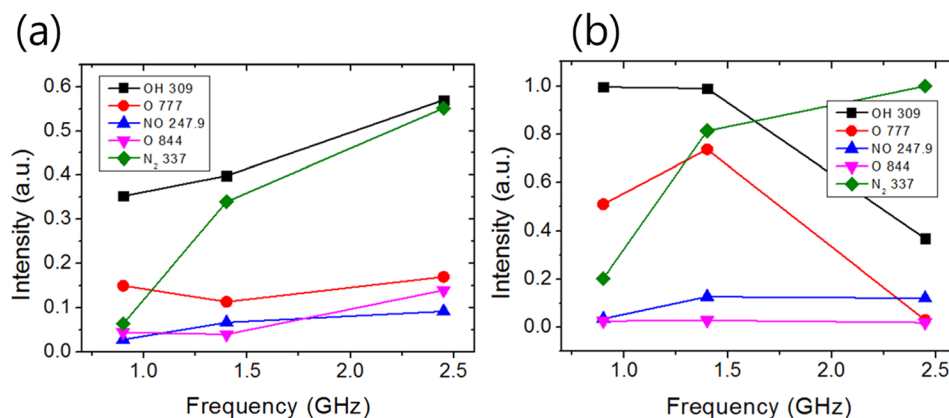 (a)
0.6
0.5
0.4
0.3
0.2
0.1
0.0
Intensity (a.u.)
OH 309
O 777
NO 247.9
O 844
N₂ 337
1.0 1.5 2.0 2.5
Frequency (GHz)
(b)
1.0
0.8
0.6
0.4
0.2
0.0
Intensity (a.u.)
OH 309
O 777
NO 247.9
O 844
N₂ 337
1.0 1.5 2.0 2.5
Frequency (GHz)